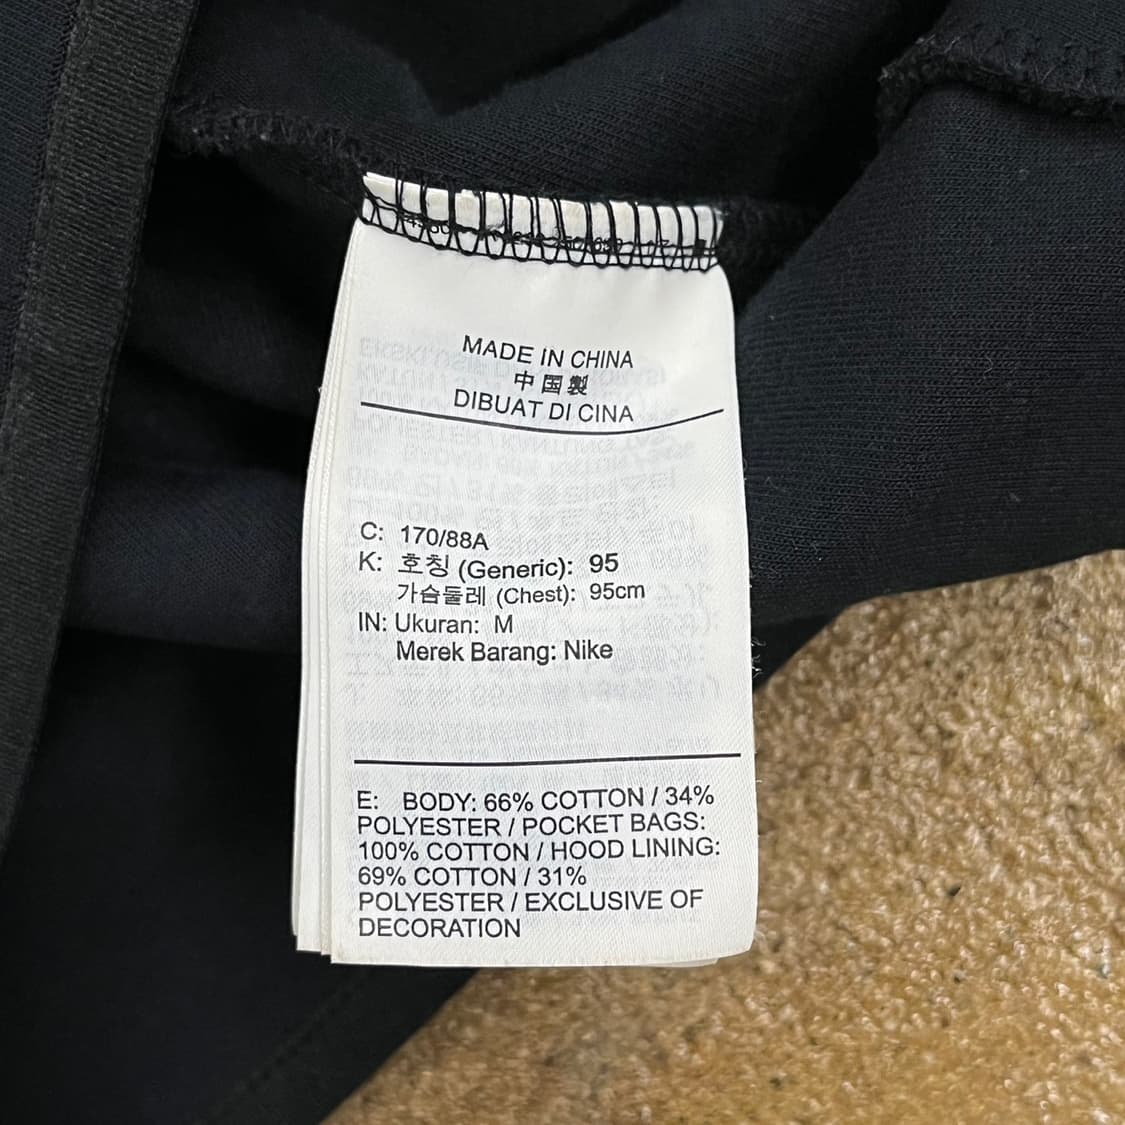 MADE IN CHINA
中国製
DIBUAT DI CINA
C: 170/88A
K: 호칭 (Generic): 95
가슴둘레 (Chest): 95cm
IN: Ukuran: M
Merek Barang: Nike
E: BODY: 66% COTTON / 34%
POLYESTER / POCKET BAGS:
100% COTTON / HOOD LINING:
69% COTTON / 31%
POLYESTER / EXCLUSIVE OF
DECORATION